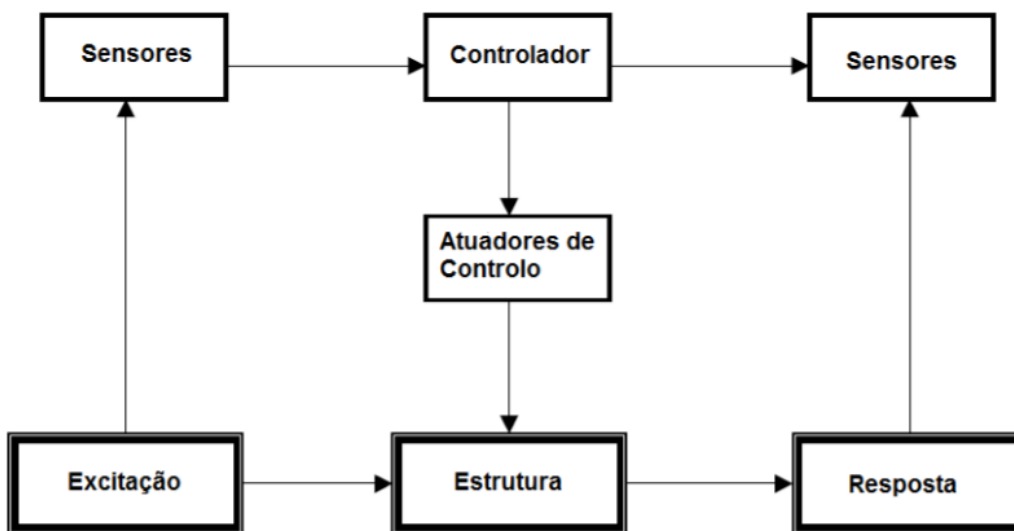 Sensores
Controlador
Sensores
Atuadores de
Controlo
Excitação
Estrutura
Resposta